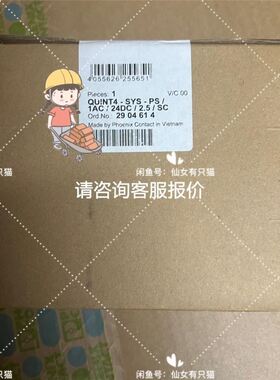 4055626255651
Pieces: 1
V/C 00
QUINT4 - SYS - PS /
1AC / 24DC / 2.5 / SC
Ord.No.: 29 04 61 4
Made by Phoenix Contact in Vietnam
请咨询客服报价
闲鱼号：仙女有只猫
闲鱼号：仙女有只猫
闲鱼号：仙女有只猫
闲鱼号：仙女有只猫